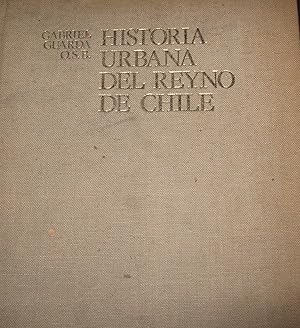 GABRIEL
GUARDA
O.S.B.
HISTORIA
URBANA
DEL REYNO
DE CHILE